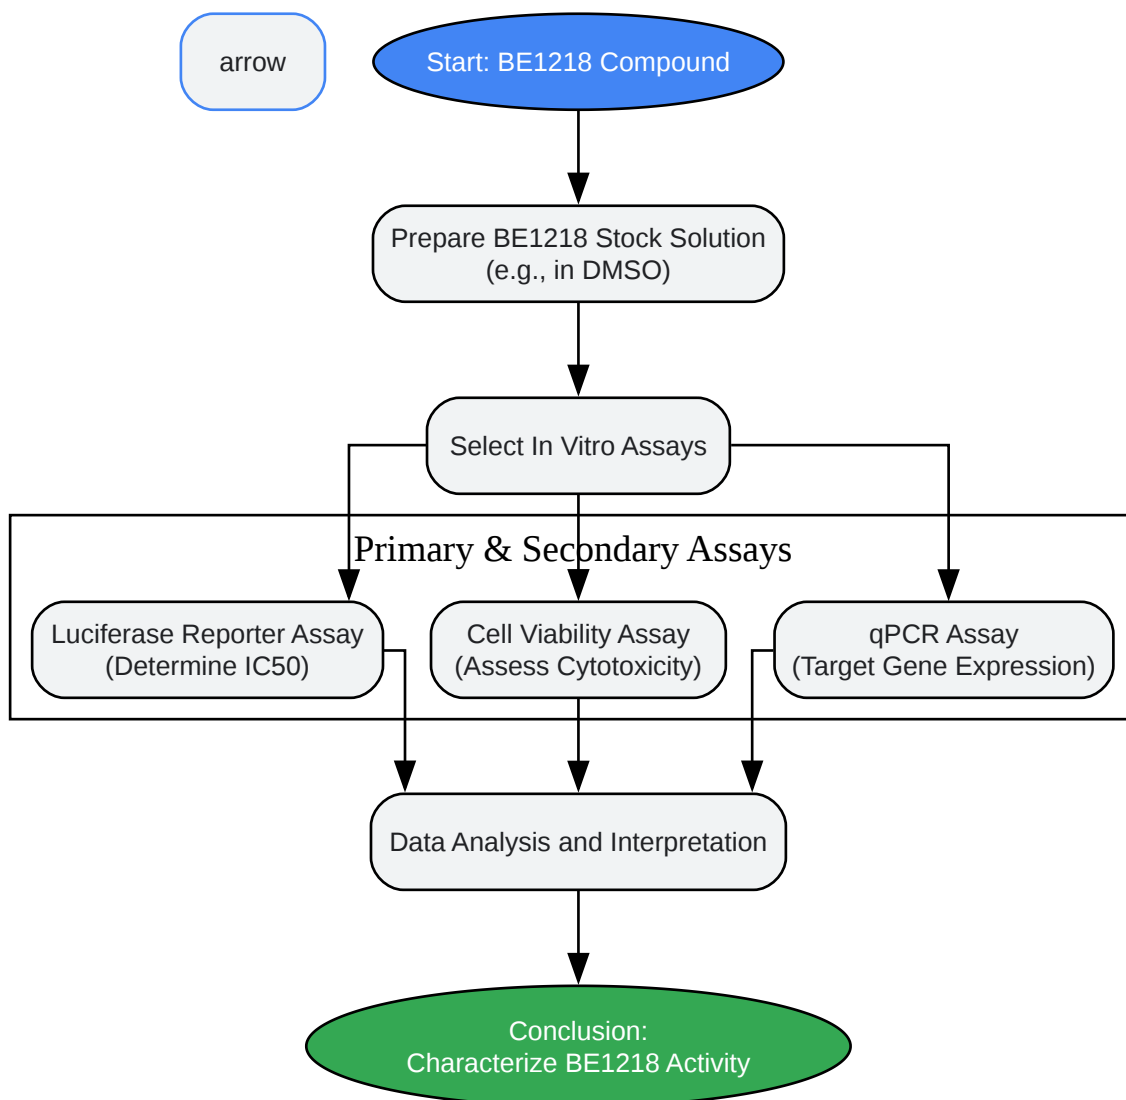 arrow
Start: BE1218 Compound
Prepare BE1218 Stock Solution
(e.g., in DMSO)
Select In Vitro Assays
Primary & Secondary Assays
Luciferase Reporter Assay
(Determine IC50)
Cell Viability Assay
(Assess Cytotoxicity)
qPCR Assay
(Target Gene Expression)
Data Analysis and Interpretation
Conclusion:
Characterize BE1218 Activity